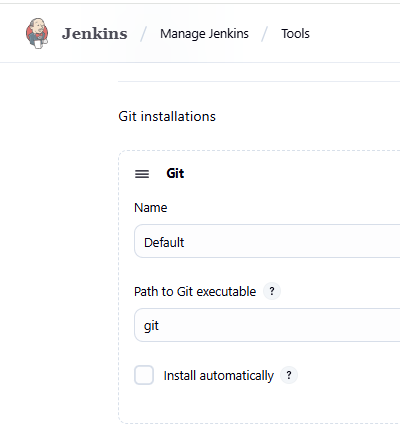 Jenkins / Manage Jenkins / Tools
Git installations
Git
Name
Default
Path to Git executable ?
git
Install automatically ?